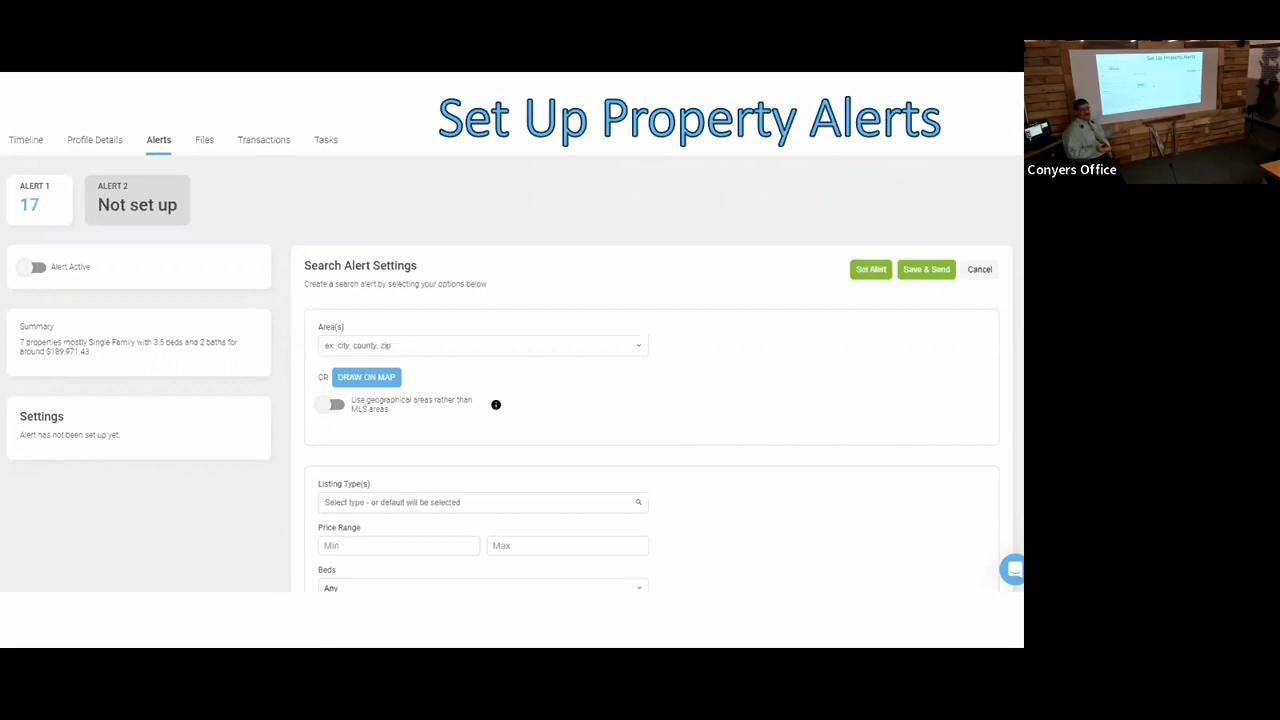 Set Up Property Alerts
Timeline Profile Details Alerts Files Transactions Tasks
ALERT 1
17
ALERT 2
Not set up
Alert Active
Summary
7 properties mostly Single Family with 3.5 beds and 2 baths for
around $189,971.43.
Settings
Alert has not been set up yet.
Search Alert Settings
Create a search alert by selecting your options below
Set Alert Save & Send Cancel
Area(s)
ex. city, county, zip
OR DRAW ON MAP
Use geographical areas rather than
MLS areas
Listing Type(s)
Select type - or default will be selected
Price Range
Min Max
Beds
Any
Set Up Property Alerts
Conyers Office